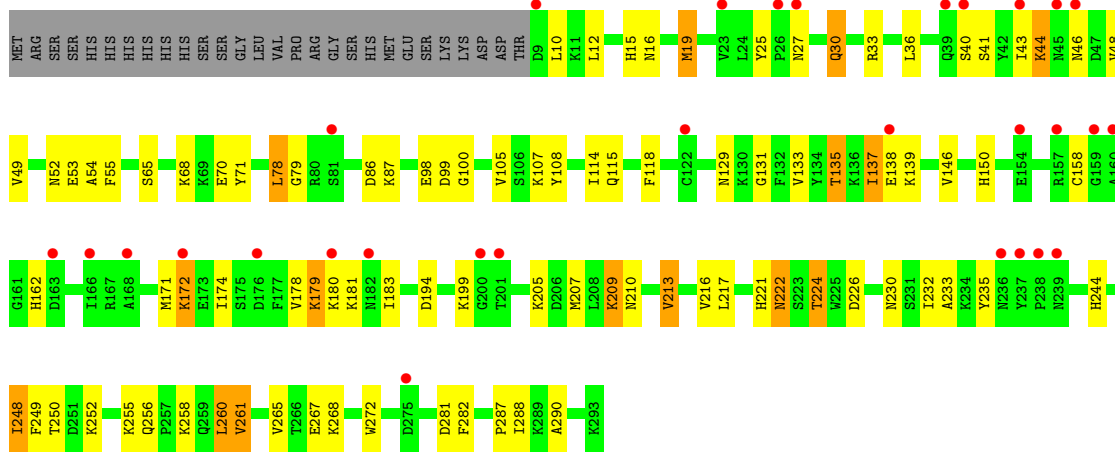 MET ARG SER SER HIS HIS HIS HIS HIS HIS SER SER GLY LEU VAL PRO ARG GLY SER HIS MET GLU SER LYS LYS ASP ASP THR D9 L10 K11 L12 H15 N16 M19 V23 L24 Y25 P26 N27 Q30 R33 L36 Q39 S40 S41 Y42 I43 K44 N45 N46 D47 V48
V49 N52 E53 A54 F55 S65 K68 K69 E70 Y71 L78 G79 R80 S81 D86 K87 E98 D99 G100 V105 S106 K107 Y108 I114 Q115 F118 C122 N129 K130 G131 F132 V133 Y134 T135 K136 I137 E138 K139 V146 H150 E154 R157 C158 G159 A160
G161 H162 D163 I166 R167 A168 M171 K172 E173 I174 S175 D176 F177 V178 K179 K180 K181 N182 I183 D194 K199 G200 T201 K205 D206 M207 L208 K209 N210 V213 V216 L217 H221 N222 S223 T224 W225 D226 N230 S231 I232 A233 K234 Y235 N236 Y237 P238 N239 H244
I248 F249 T250 D251 K252 K255 Q256 P257 K258 Q259 L260 V261 V265 T266 E267 K268 W272 D275 D281 F282 P287 I288 K289 A290 K293